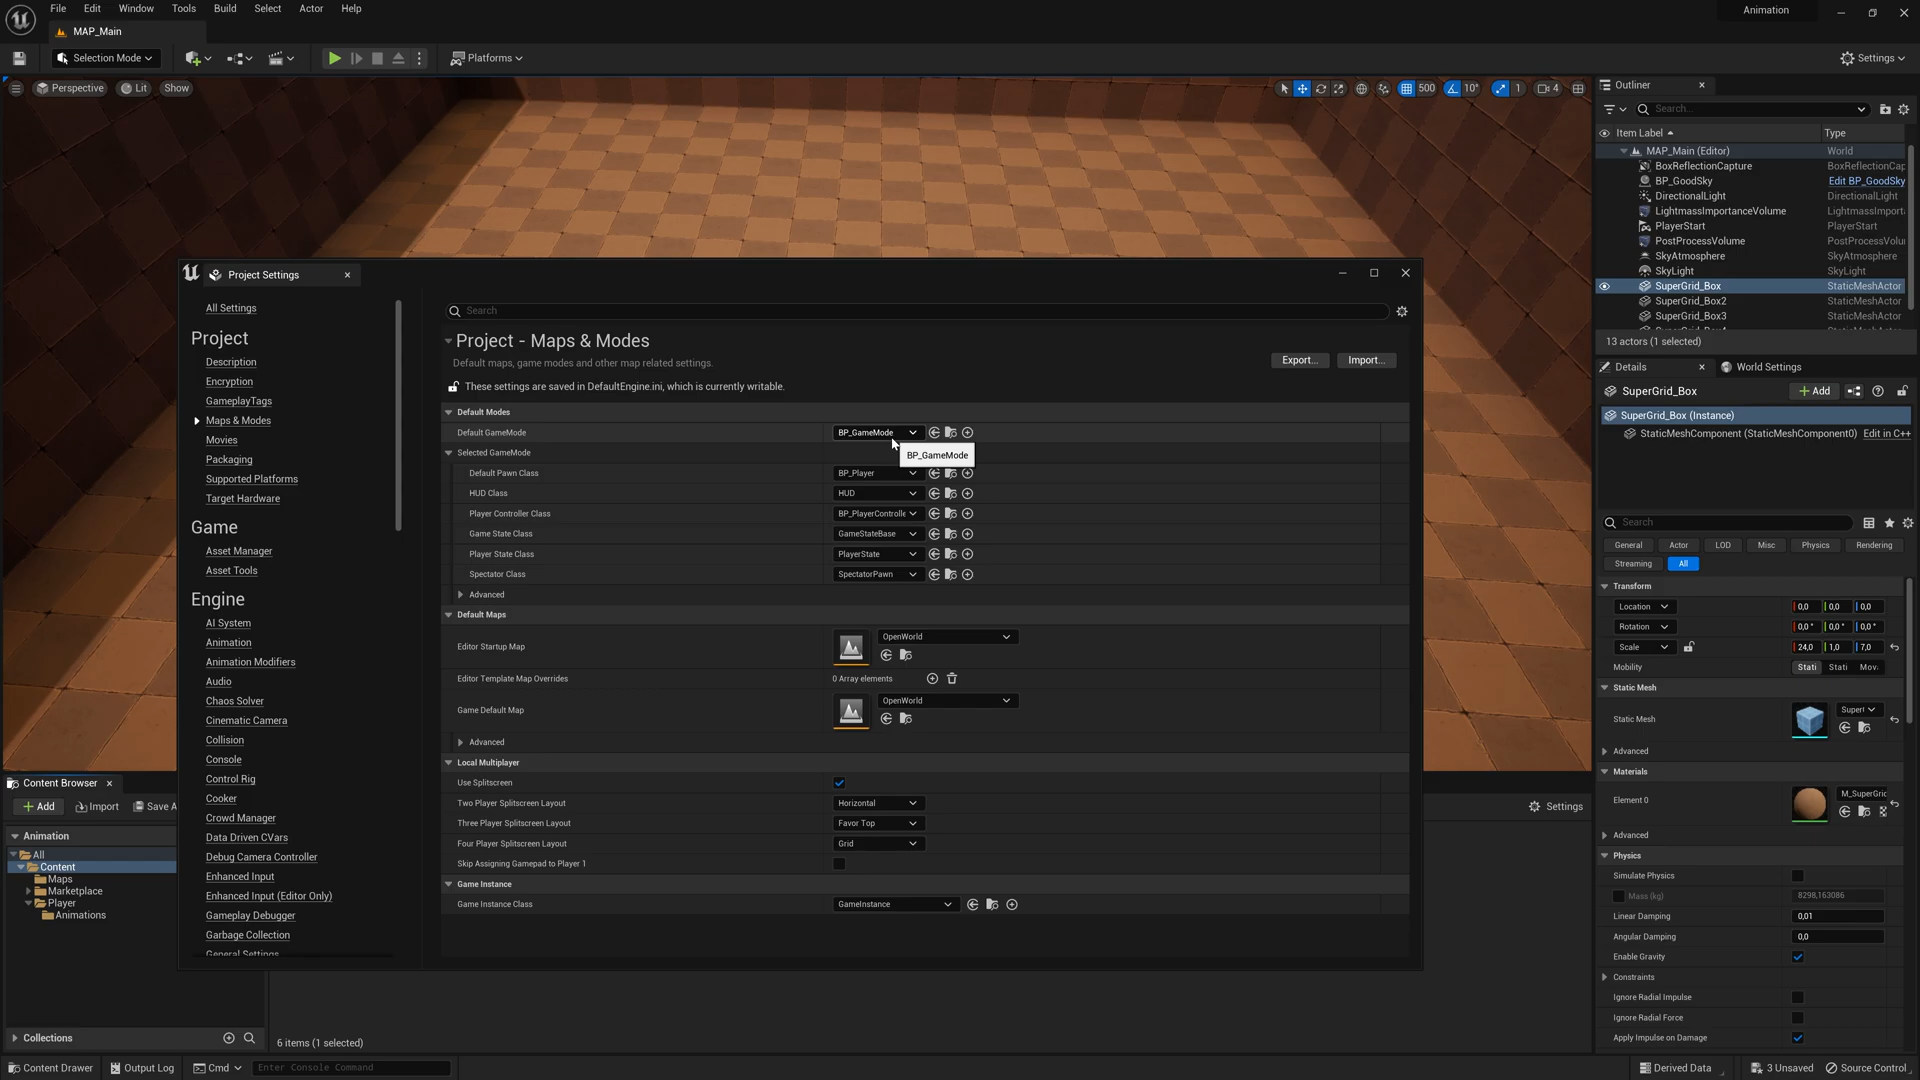 File Edit Window Tools Build Select Actor Help
Animation
MAP_Main
Selection Mode
Platforms
Settings
Perspective Lit Show
500 10° 1 4
Outliner
Search...
Item Label Type
MAP_Main (Editor) World
BoxReflectionCapture BoxReflectionCap
BP_GoodSky Edit BP_GoodSky
DirectionalLight DirectionalLight
LightmassImportanceVolume LightmassImport
PlayerStart PlayerStart
PostProcessVolume PostProcessVolu
SkyAtmosphere SkyAtmosphere
SkyLight SkyLight
SuperGrid_Box StaticMeshActor
SuperGrid_Box2 StaticMeshActor
SuperGrid_Box3 StaticMeshActor
13 actors (1 selected)
Details World Settings
SuperGrid_Box Add
SuperGrid_Box (Instance)
StaticMeshComponent (StaticMeshComponent0) Edit in C++
Search
General Actor LOD Misc Physics Rendering
Streaming All
Transform
Location 0,0 0,0 0,0
Rotation 0,0 ° 0,0 ° 0,0 °
Scale 24,0 1,0 7,0
Mobility Stati Stati Mov
Static Mesh
Static Mesh Super
Advanced
Materials
Element 0 M_SuperGrid
Advanced
Physics
Simulate Physics
Mass (kg) 8298,163086
Linear Damping 0,01
Angular Damping 0,0
Enable Gravity
Constraints
Ignore Radial Impulse
Ignore Radial Force
Apply Impulse on Damage
Project Settings
All Settings
Project
Description
Encryption
GameplayTags
Maps & Modes
Movies
Packaging
Supported Platforms
Target Hardware
Game
Asset Manager
Asset Tools
Engine
AI System
Animation
Animation Modifiers
Audio
Chaos Solver
Cinematic Camera
Collision
Console
Control Rig
Cooker
Crowd Manager
Data Driven CVars
Debug Camera Controller
Enhanced Input
Enhanced Input (Editor Only)
Gameplay Debugger
Garbage Collection
General Settings
Search
Project - Maps & Modes
Default maps, game modes and other map related settings.
Export... Import...
These settings are saved in DefaultEngine.ini, which is currently writable.
Default Modes
Default GameMode BP_GameMode
BP_GameMode
Selected GameMode
Default Pawn Class BP_Player
HUD Class HUD
Player Controller Class BP_PlayerControlle
Game State Class GameStateBase
Player State Class PlayerState
Spectator Class SpectatorPawn
Advanced
Default Maps
Editor Startup Map OpenWorld
Editor Template Map Overrides 0 Array elements
Game Default Map OpenWorld
Advanced
Local Multiplayer
Use Splitscreen
Two Player Splitscreen Layout Horizontal
Three Player Splitscreen Layout Favor Top
Four Player Splitscreen Layout Grid
Skip Assigning Gamepad to Player 1
Game Instance
Game Instance Class GameInstance
Content Browser
Add Import Save A
Settings
Animation
All
Content
Maps
Marketplace
Player
Animations
Collections
6 items (1 selected)
Content Drawer Output Log Cmd Enter Console Command
Derived Data 3 Unsaved Source Control